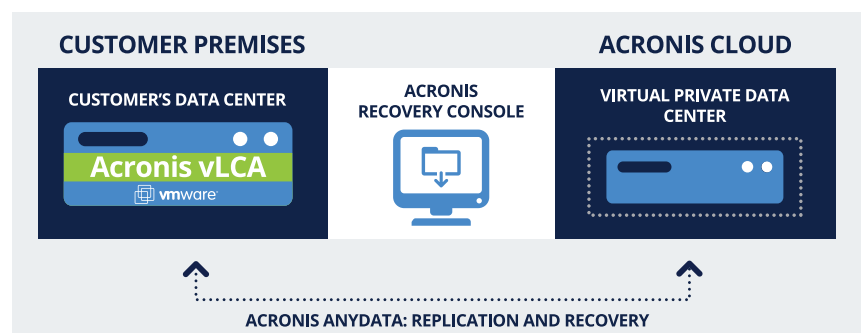 CUSTOMER PREMISES
ACRONIS CLOUD
CUSTOMER'S DATA CENTER
Acronis vLCA
vmware
ACRONIS
RECOVERY CONSOLE
VIRTUAL PRIVATE DATA
CENTER
ACRONIS ANYDATA: REPLICATION AND RECOVERY